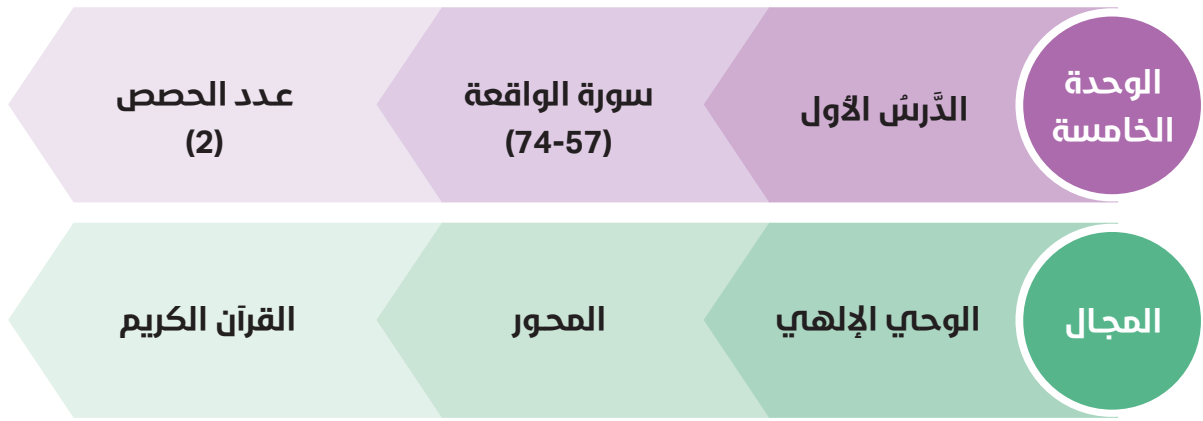 الوحدة
الخامسة
الدَّرسُ الأول
سورة الواقعة
(57-74)
عدد الحصص
(2)
المجال
الوحي الإلهي
المحور
القرآن الكريم